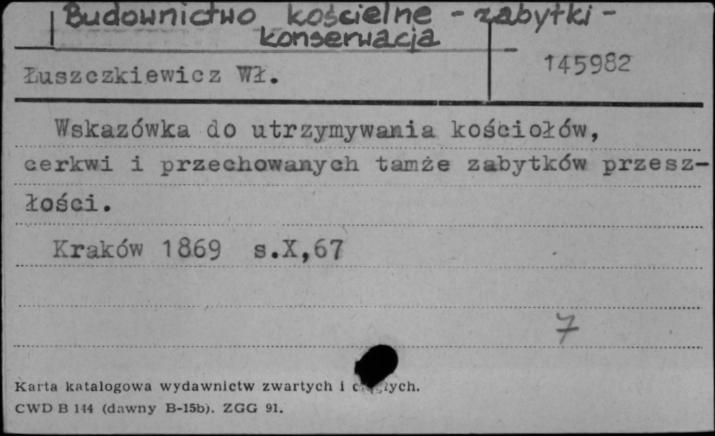 Budownictwo kościelne - zabytki -
konserwacja
Łuszczkiewicz Wł.
145982
Wskazówka do utrzymywania kościołów,
cerkwi i przechowanych tamże zabytków przesz-
łości.
Kraków 1869 s.X,67
7
Karta katalogowa wydawnictw zwartych i ciągłych.
CWD B 144 (dawny B-15b). ZGG 91.